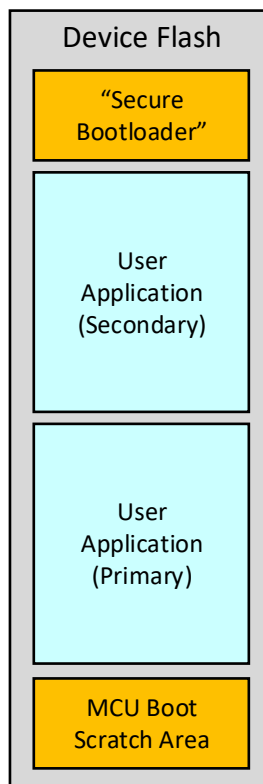 Device Flash
“Secure
Bootloader”
User
Application
(Secondary)
User
Application
(Primary)
MCU Boot
Scratch Area